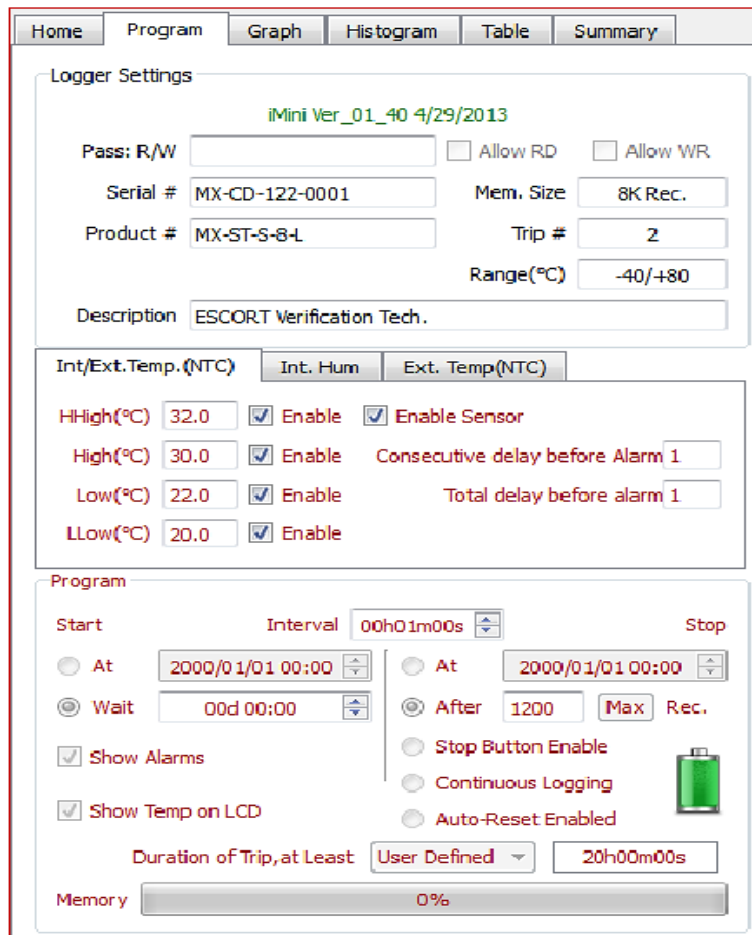 Home Program Graph Histogram Table Summary
Logger Settings
iMini Ver_01_40 4/29/2013
Pass: R/W Allow RD Allow WR
Serial # MX-CD-122-0001 Mem. Size 8K Rec.
Product # MX-ST-S-8-L Trip # 2
Range(°C) -40/+80
Description ESCORT Verification Tech.
Int/Ext.Temp.(NTC) Int. Hum Ext. Temp(NTC)
HHigh(°C) 32.0 Enable Enable Sensor
High(°C) 30.0 Enable Consecutive delay before Alarm 1
Low(°C) 22.0 Enable Total delay before alarm 1
LLow(°C) 20.0 Enable
Program
Start Interval 00h01m00s Stop
At 2000/01/01 00:00 At 2000/01/01 00:00
Wait 00d 00:00 After 1200 Max Rec.
Show Alarms Stop Button Enable
Continuous Logging
Show Temp on LCD Auto-Reset Enabled
Duration of Trip,at Least User Defined 20h00m00s
Memory 0%